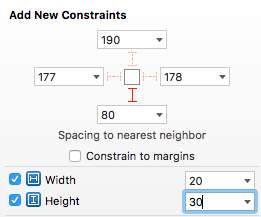 Add New Constraints
190
177 178
80
Spacing to nearest neighbor
Constrain to margins
Width 20
Height 30